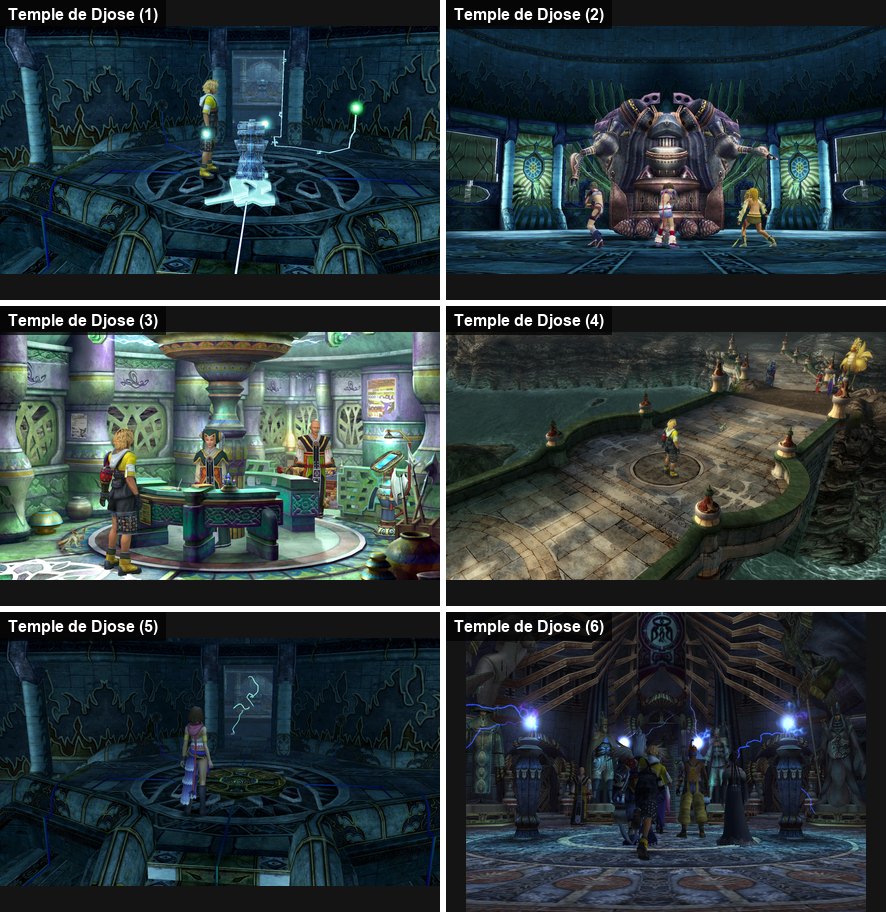 Temple de Djose (1)
Temple de Djose (2)
Temple de Djose (3)
Temple de Djose (4)
Temple de Djose (5)
Temple de Djose (6)